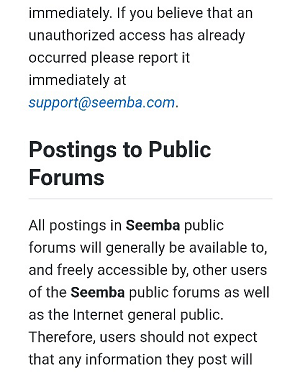 immediately. If you believe that an
unauthorized access has already
occurred please report it
immediately at
support@seemba.com.
Postings to Public
Forums
All postings in Seemba public
forums will generally be available to,
and freely accessible by, other users
of the Seemba public forums as well
as the Internet general public.
Therefore, users should not expect
that any information they post will